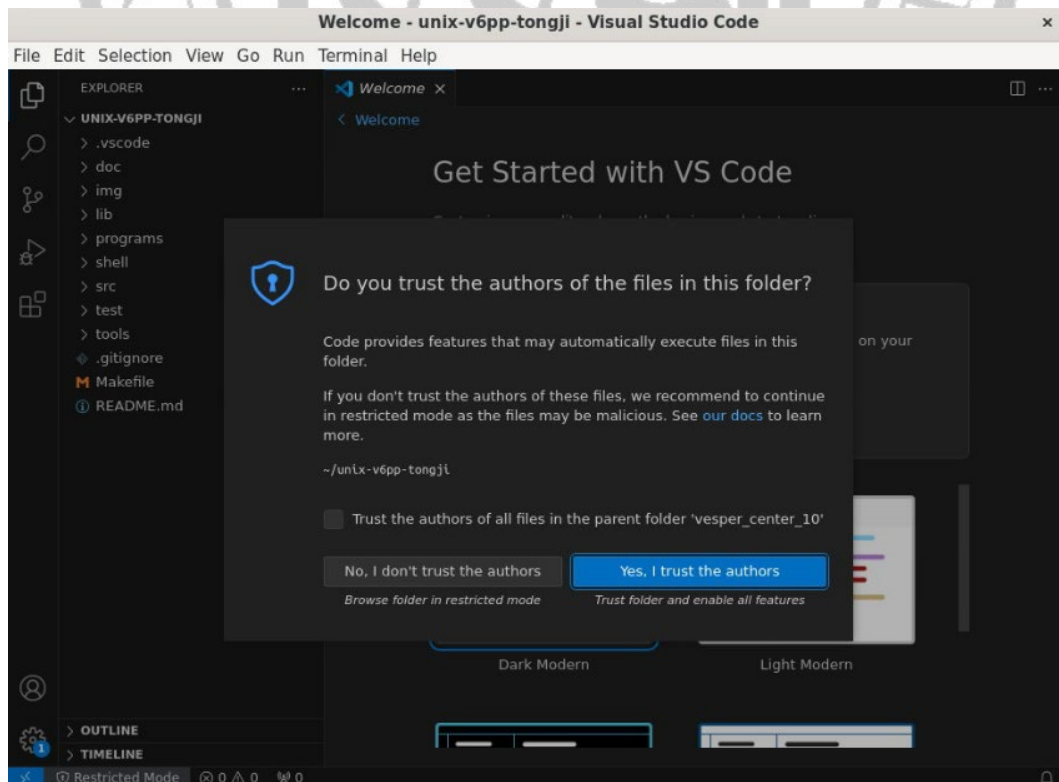 Welcome - unix-v6pp-tongji - Visual Studio Code
File Edit Selection View Go Run Terminal Help
EXPLORER
UNIX-V6PP-TONGJI
.vscode
doc
img
lib
programs
shell
src
test
tools
.gitignore
Makefile
README.md
OUTLINE
TIMELINE
Welcome
Welcome
Get Started with VS Code
on your
Do you trust the authors of the files in this folder?
Code provides features that may automatically execute files in this
folder.
If you don't trust the authors of these files, we recommend to continue
in restricted mode as the files may be malicious. See our docs to learn
more.
~/unix-v6pp-tongji
Trust the authors of all files in the parent folder 'vesper_center_10'
No, I don't trust the authors
Yes, I trust the authors
Browse folder in restricted mode
Trust folder and enable all features
Dark Modern
Light Modern
1
Restricted Mode 0 0 0